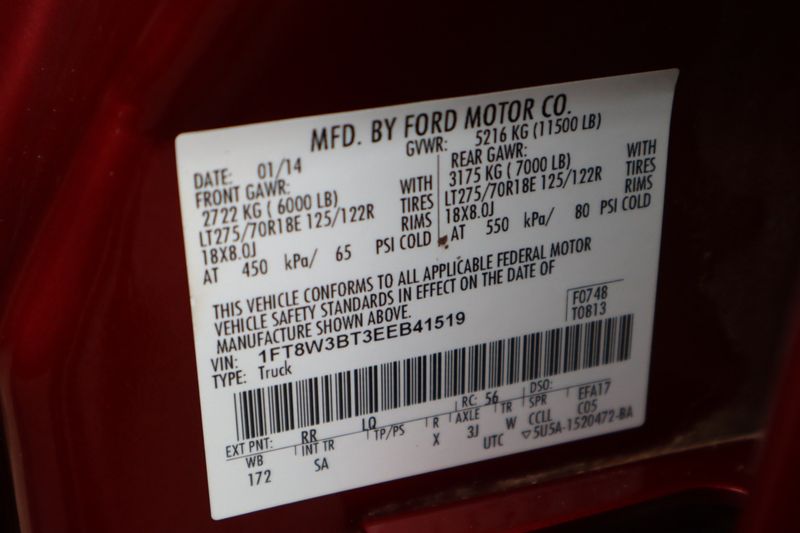 MFD. BY FORD MOTOR CO.
DATE: 01/14 GVWR: 5216 KG (11500 LB)
FRONT GAWR: REAR GAWR:
2722 KG ( 6000 LB) WITH 3175 KG ( 7000 LB) WITH
LT275/70R18E 125/122R TIRES LT275/70R18E 125/122R TIRES
18X8.0J RIMS 18X8.0J RIMS
AT 450 kPa/ 65 PSI COLD AT 550 kPa/ 80 PSI COLD
THIS VEHICLE CONFORMS TO ALL APPLICABLE FEDERAL MOTOR
VEHICLE SAFETY STANDARDS IN EFFECT ON THE DATE OF
MANUFACTURE SHOWN ABOVE.
F0748
T0813
VIN: 1FT8W3BT3EEB41519
TYPE: Truck
EXT PNT: RR LQ RC: 56 DSO: EFA17
WB INT TR TP/PS R AXLE TR SPR C05
172 SA X 3J W CCLL
UTC ▽5U5A-1520472-BA